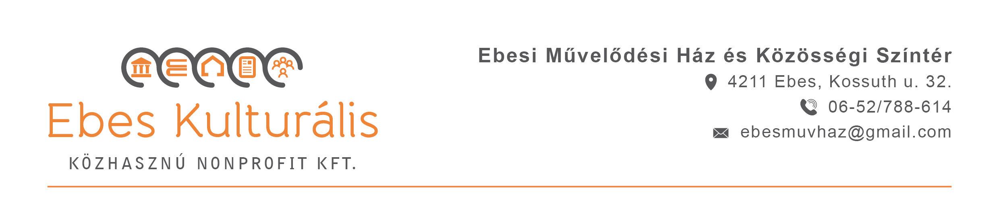 Ebes Kulturális
KÖZHASZNÚ NONPROFIT KFT.
Ebesi Művelődési Ház és Közösségi Színtér
4211 Ebes, Kossuth u. 32.
06-52/788-614
ebesmuvhaz@gmail.com